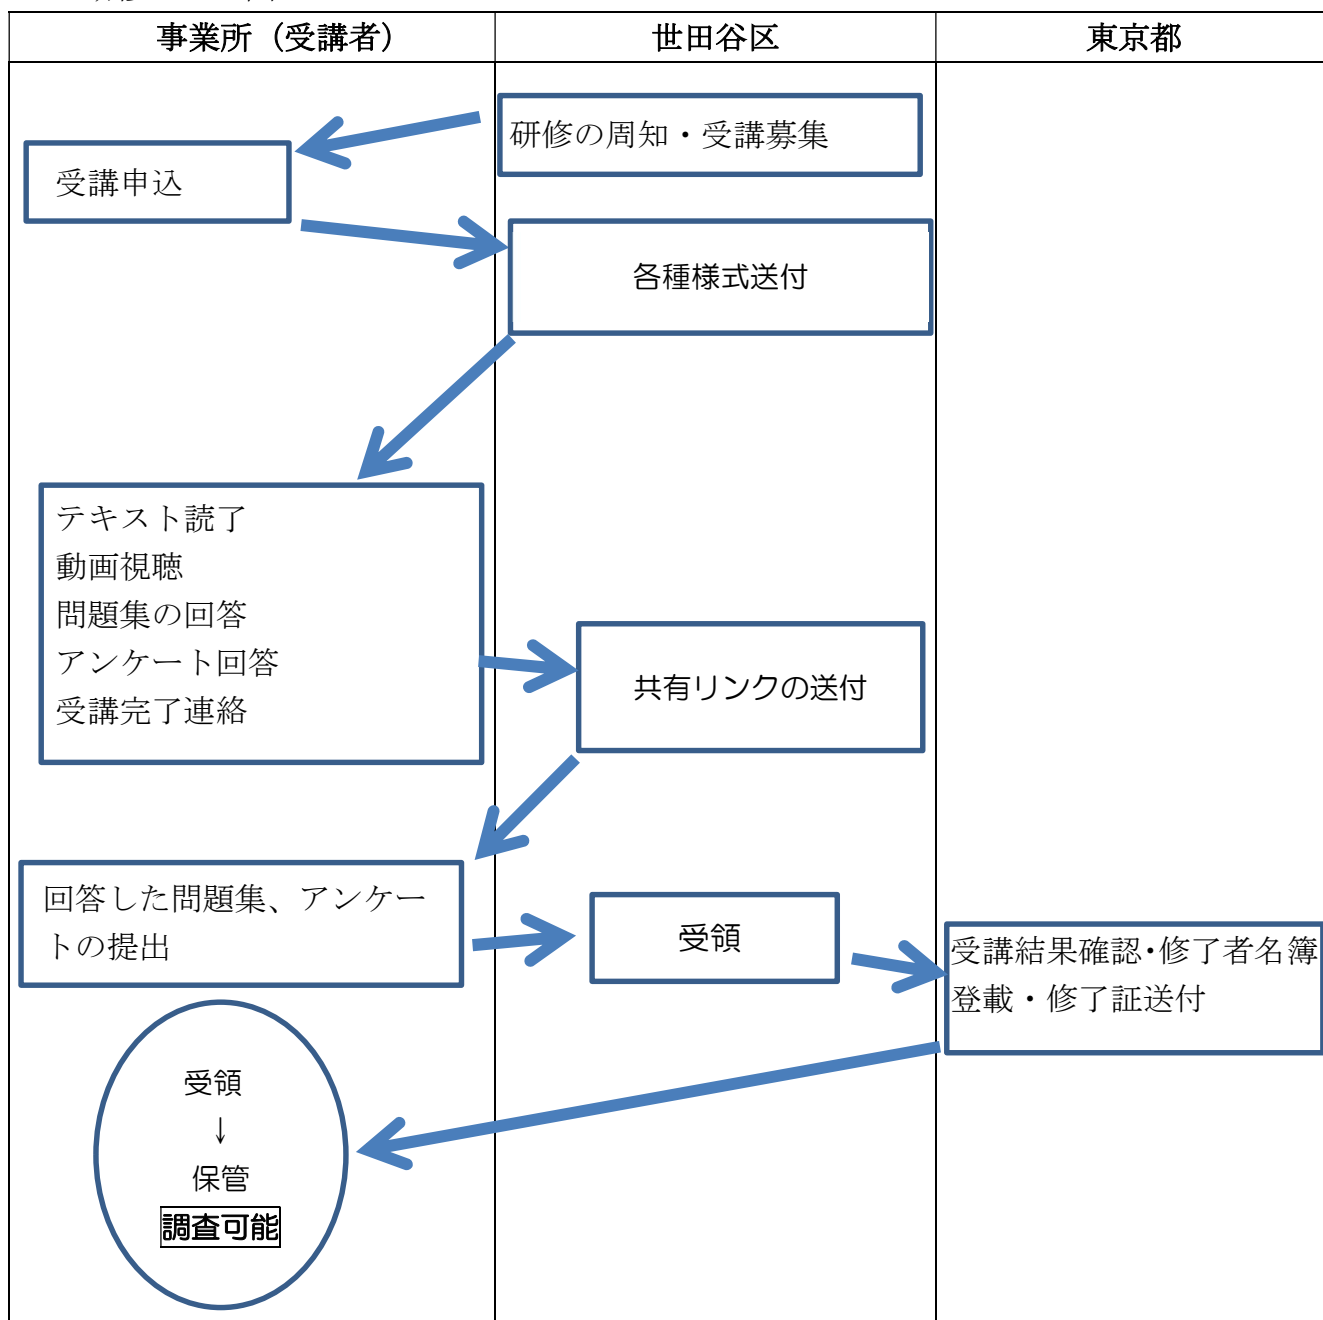 事業所（受講者）
世田谷区
東京都
研修の周知・受講募集
受講申込
各種様式送付
テキスト読了
動画視聴
問題集の回答
アンケート回答
受講完了連絡
共有リンクの送付
回答した問題集、アンケー
トの提出
受領
受講結果確認・修了者名簿
登載・修了証送付
受領
↓
保管
調査可能